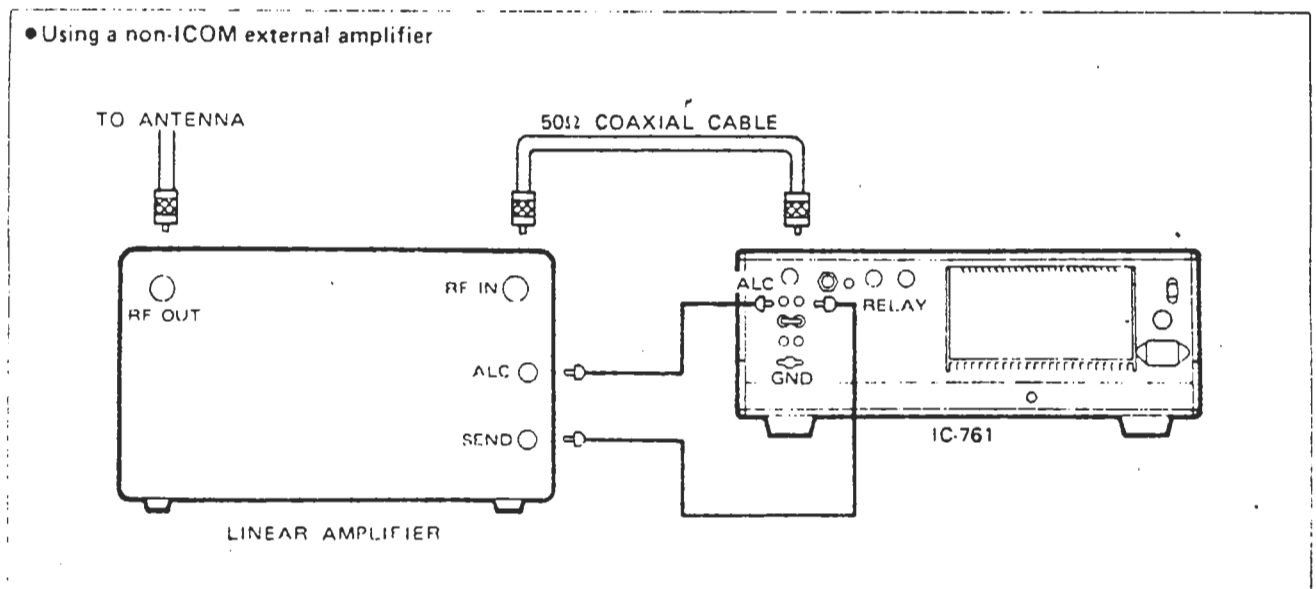 ● Using a non-ICOM external amplifier
TO ANTENNA
50Ω COAXIAL CABLE
RF OUT
RF IN
ALC
SEND
LINEAR AMPLIFIER
ALC
RELAY
GND
IC-761